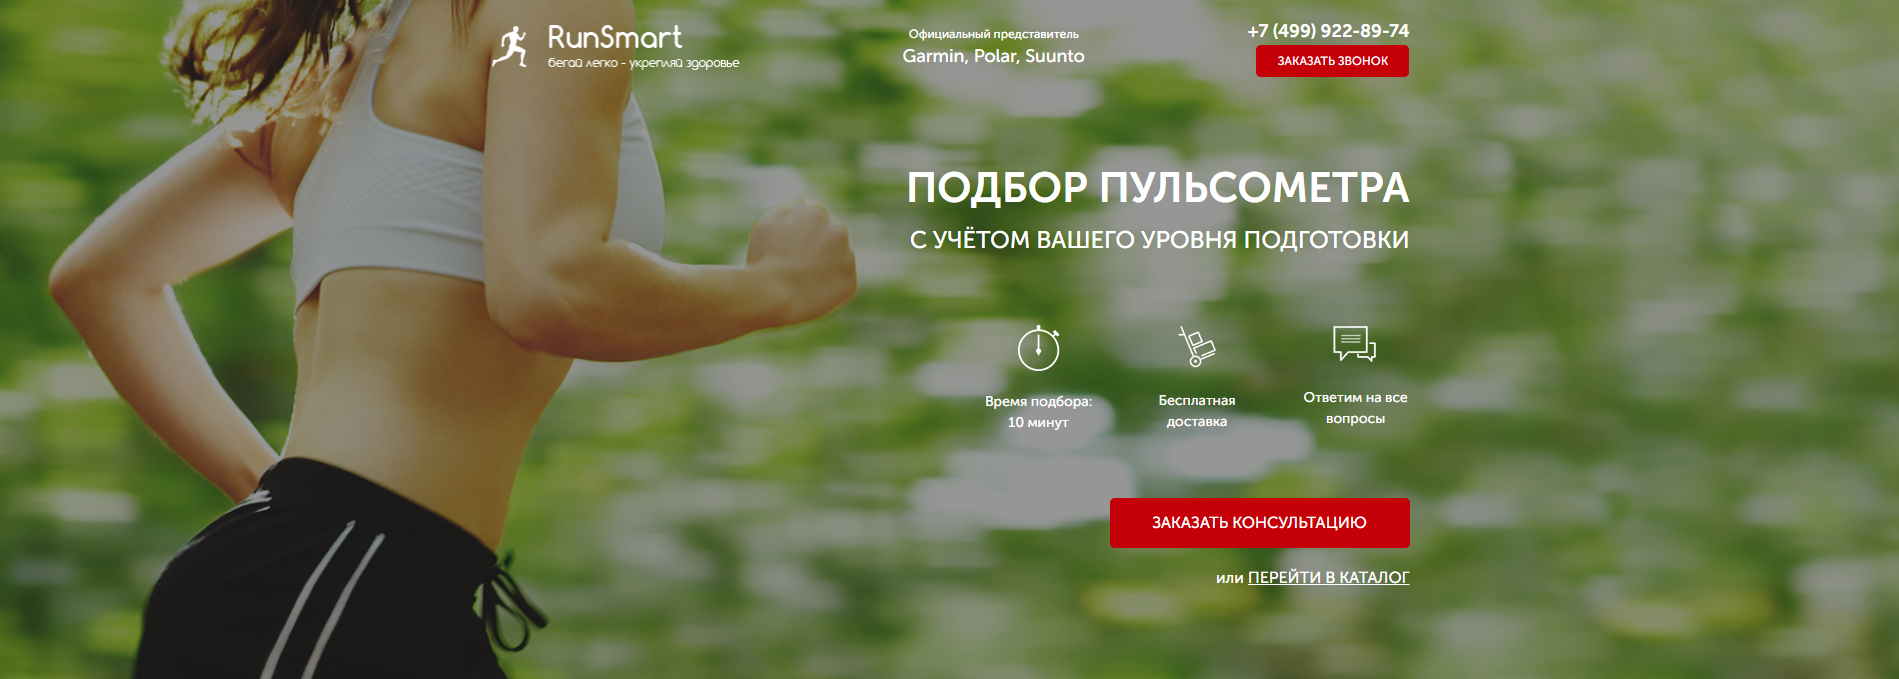 RunSmart
бегай легко - укрепляй здоровье
Официальный представитель
Garmin, Polar, Suunto
+7 (499) 922-89-74
ЗАКАЗАТЬ ЗВОНОК
ПОДБОР ПУЛЬСОМЕТРА
С УЧЁТОМ ВАШЕГО УРОВНЯ ПОДГОТОВКИ
Время подбора:
10 минут
Бесплатная
доставка
Ответим на все
вопросы
ЗАКАЗАТЬ КОНСУЛЬТАЦИЮ
или ПЕРЕЙТИ В КАТАЛОГ